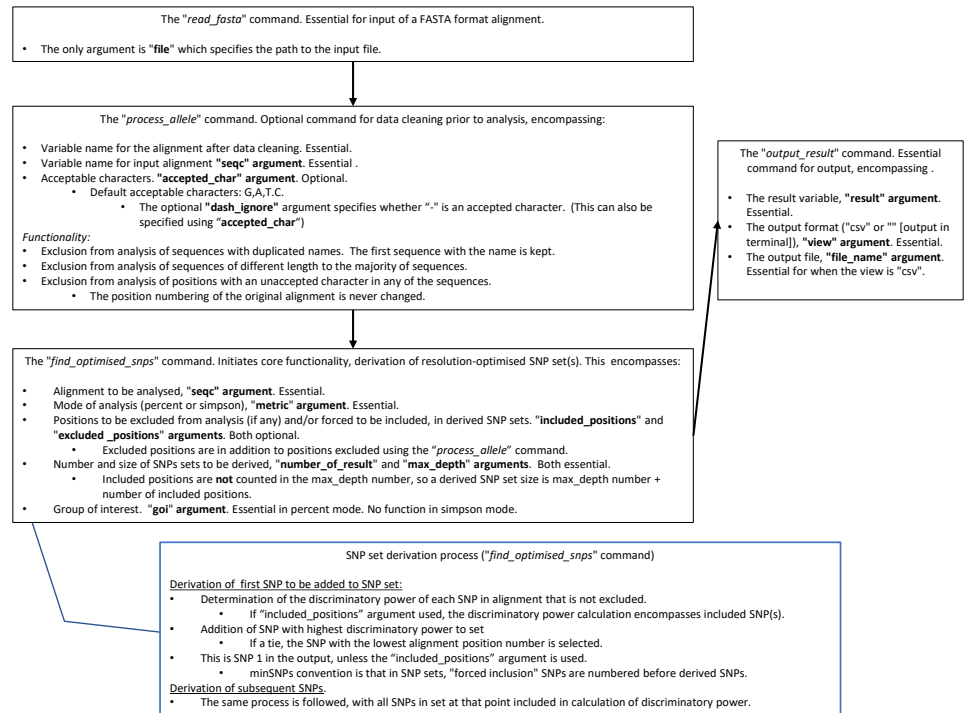 The "read_fasta" command. Essential for input of a FASTA format alignment.
• The only argument is "file" which specifies the path to the input file.
The "process_allele" command. Optional command for data cleaning prior to analysis, encompassing:
• Variable name for the alignment after data cleaning. Essential.
• Variable name for input alignment "seqc" argument. Essential .
• Acceptable characters. "accepted_char" argument. Optional.
• Default acceptable characters: G,A,T.C.
• The optional "dash_ignore" argument specifies whether "-" is an accepted character. (This can also be
specified using "accepted_char")
Functionality:
• Exclusion from analysis of sequences with duplicated names. The first sequence with the name is kept.
• Exclusion from analysis of sequences of different length to the majority of sequences.
• Exclusion from analysis of positions with an unaccepted character in any of the sequences.
• The position numbering of the original alignment is never changed.
The "output_result" command. Essential
command for output, encompassing .
• The result variable, "result" argument.
Essential.
• The output format ("csv" or "" [output in
terminal]), "view" argument. Essential.
• The output file, "file_name" argument.
Essential for when the view is "csv".
The "find_optimised_snps" command. Initiates core functionality, derivation of resolution-optimised SNP set(s). This encompasses:
• Alignment to be analysed, "seqc" argument. Essential.
• Mode of analysis (percent or simpson), "metric" argument. Essential.
• Positions to be excluded from analysis (if any) and/or forced to be included, in derived SNP sets. "included_positions" and
"excluded _positions" arguments. Both optional.
• Excluded positions are in addition to positions excluded using the "process_allele" command.
• Number and size of SNPs sets to be derived, "number_of_result" and "max_depth" arguments. Both essential.
• Included positions are not counted in the max_depth number, so a derived SNP set size is max_depth number +
number of included positions.
• Group of interest. "goi" argument. Essential in percent mode. No function in simpson mode.
SNP set derivation process ("find_optimised_snps" command)
Derivation of first SNP to be added to SNP set:
• Determination of the discriminatory power of each SNP in alignment that is not excluded.
• If "included_positions" argument used, the discriminatory power calculation encompasses included SNP(s).
• Addition of SNP with highest discriminatory power to set
• If a tie, the SNP with the lowest alignment position number is selected.
• This is SNP 1 in the output, unless the "included_positions" argument is used.
• minSNPs convention is that in SNP sets, "forced inclusion" SNPs are numbered before derived SNPs.
Derivation of subsequent SNPs.
• The same process is followed, with all SNPs in set at that point included in calculation of discriminatory power.